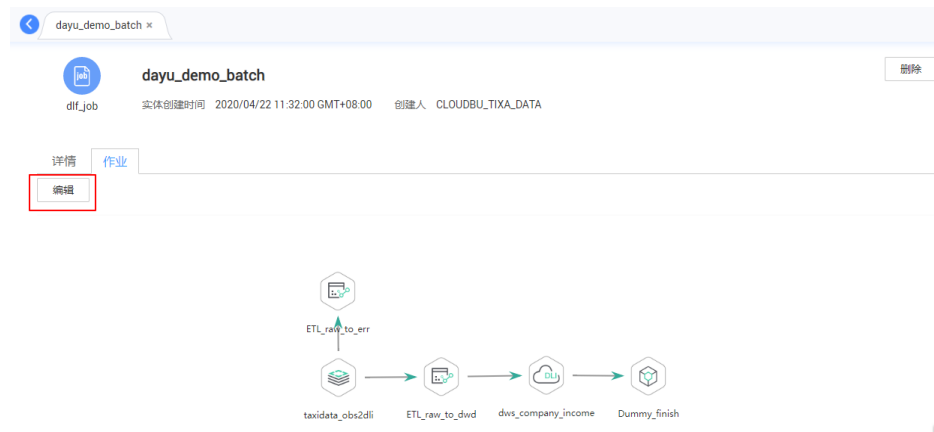 dayu_demo_batch ×
job
dayu_demo_batch
删除
dlf_job
实体创建时间 2020/04/22 11:32:00 GMT+08:00 创建人 CLOUDBU_TIXA_DATA
详情 作业
编辑
ETL_raw_to_err
DLI
taxidata_obs2dli ETL_raw_to_dwd dws_company_income Dummy_finish